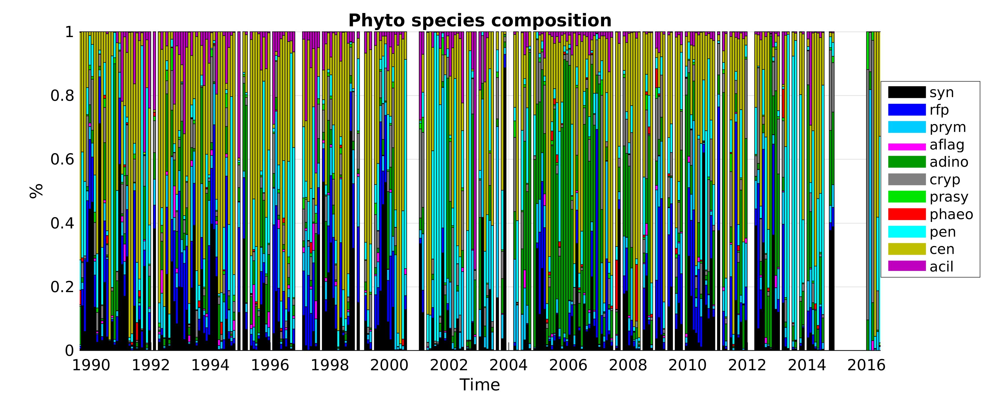 Phyto species composition
1
0.8
0.6
0.4
0.2
0
%
1990 1992 1994 1996 1998 2000 2002 2004 2006 2008 2010 2012 2014 2016
Time
syn
rfp
prym
aflag
adino
cryp
prasy
phaeo
pen
cen
acil